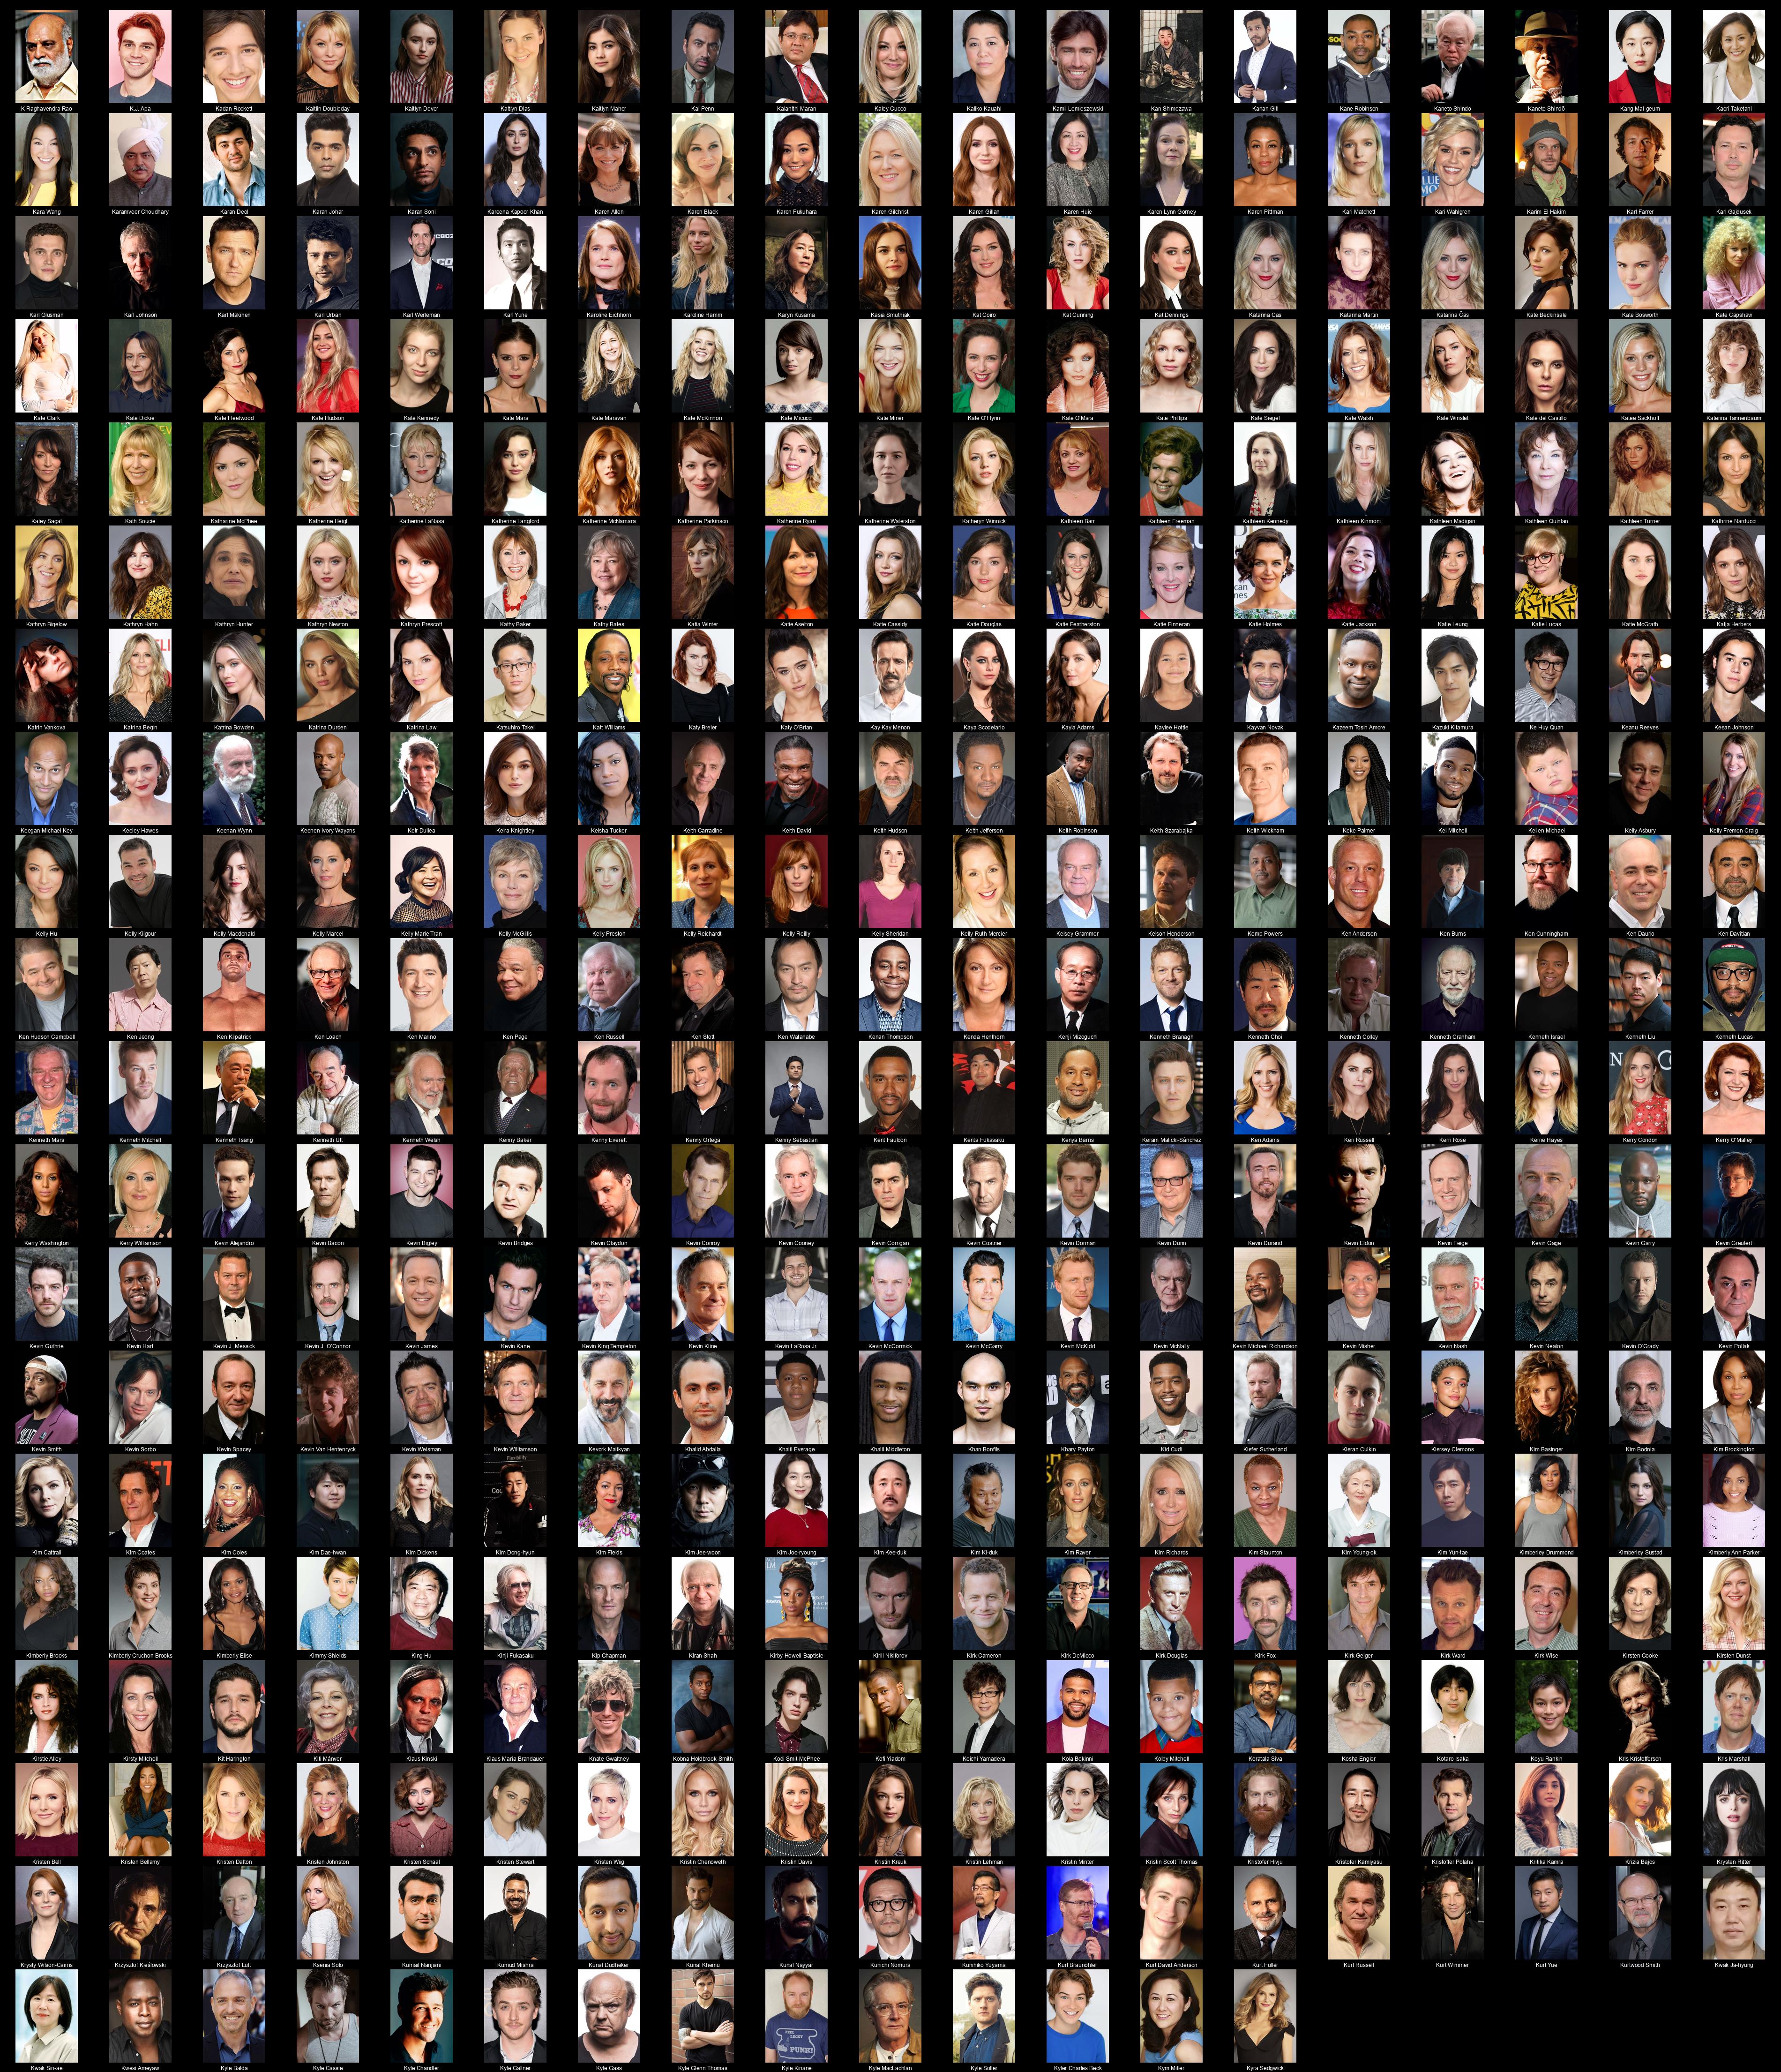 K Raghavendra Rao K.J. Apa Kadan Rockett Kaitlin Doubleday Kaitlyn Dever Kaitlyn Dias Kaitlyn Maher Kal Penn Kalanithi Maran Kaley Cuoco Kaliko Kauahi Kamil Lemieszewski Kan Shimozawa Kanan Gill Kane Robinson Kaneto Shindo Kaneto Shindô Kang Mal-geum Kaori Taketani
Kara Wang Karamveer Choudhary Karan Deol Karan Johar Karan Soni Kareena Kapoor Khan Karen Allen Karen Black Karen Fukuhara Karen Gilchrist Karen Gillan Karen Huie Karen Lynn Gorney Karen Pittman Kari Matchett Kari Wahlgren Karim El Hakim Karl Farrer Karl Gajdusek
Karl Glusman Karl Johnson Karl Makinen Karl Urban Karl Werleman Karl Yune Karoline Eichhorn Karoline Hamm Karyn Kusama Kasia Smutniak Kat Coiro Kat Cunning Kat Dennings Katarina Cas Katarina Martin Katarina Čas Kate Beckinsale Kate Bosworth Kate Capshaw
Kate Clark Kate Dickie Kate Fleetwood Kate Hudson Kate Kennedy Kate Mara Kate Maravan Kate McKinnon Kate Micucci Kate Miner Kate O'Flynn Kate O'Mara Kate Phillips Kate Siegel Kate Walsh Kate Winslet Kate del Castillo Katee Sackhoff Katerina Tannenbaum
Katey Sagal Kath Soucie Katharine McPhee Katherine Heigl Katherine LaNasa Katherine Langford Katherine McNamara Katherine Parkinson Katherine Ryan Katherine Waterston Katheryn Winnick Kathleen Barr Kathleen Freeman Kathleen Kennedy Kathleen Kinmont Kathleen Madigan Kathleen Quinlan Kathleen Turner Kathrine Narducci
Kathryn Bigelow Kathryn Hahn Kathryn Hunter Kathryn Newton Kathryn Prescott Kathy Baker Kathy Bates Katia Winter Katie Aselton Katie Cassidy Katie Douglas Katie Featherston Katie Finneran Katie Holmes Katie Jackson Katie Leung Katie Lucas Katie McGrath Katja Herbers
Katrin Vankova Katrina Begin Katrina Bowden Katrina Durden Katrina Law Katsuhiro Takei Katt Williams Katy Breier Katy O'Brian Kay Kay Menon Kaya Scodelario Kayla Adams Kaylee Hottle Kayvan Novak Kazeem Tosin Amore Kazuki Kitamura Ke Huy Quan Keanu Reeves Keean Johnson
Keegan-Michael Key Keeley Hawes Keenan Wynn Keenen Ivory Wayans Keir Dullea Keira Knightley Keisha Tucker Keith Carradine Keith David Keith Hudson Keith Jefferson Keith Robinson Keith Szarabajka Keith Wickham Keke Palmer Kel Mitchell Kellen Michael Kelly Asbury Kelly Fremon Craig
Kelly Hu Kelly Kilgour Kelly Macdonald Kelly Marcel Kelly Marie Tran Kelly McGillis Kelly Preston Kelly Reichardt Kelly Reilly Kelly Sheridan Kelly-Ruth Mercier Kelsey Grammer Kelson Henderson Kemp Powers Ken Anderson Ken Burns Ken Cunningham Ken Daurio Ken Davitian
Ken Hudson Campbell Ken Jeong Ken Kilpatrick Ken Loach Ken Marino Ken Page Ken Russell Ken Stott Ken Watanabe Kenan Thompson Kenda Henthorn Kenji Mizoguchi Kenneth Branagh Kenneth Choi Kenneth Colley Kenneth Cranham Kenneth Israel Kenneth Liu Kenneth Lucas
Kenneth Mars Kenneth Mitchell Kenneth Tsang Kenneth Utt Kenneth Welsh Kenny Baker Kenny Everett Kenny Ortega Kenny Sebastian Kent Faulcon Kenta Fukasaku Kenya Barris Keram Malicki-Sánchez Keri Adams Keri Russell Kerri Rose Kerrie Hayes Kerry Condon Kerry O'Malley
Kerry Washington Kerry Williamson Kevin Alejandro Kevin Bacon Kevin Bigley Kevin Bridges Kevin Claydon Kevin Conroy Kevin Cooney Kevin Corrigan Kevin Costner Kevin Dorman Kevin Dunn Kevin Durand Kevin Eldon Kevin Feige Kevin Gage Kevin Garry Kevin Greutert
Kevin Guthrie Kevin Hart Kevin J. Messick Kevin J. O'Connor Kevin James Kevin Kane Kevin King Templeton Kevin Kline Kevin LaRosa Jr. Kevin McCormick Kevin McGarry Kevin McKidd Kevin McNally Kevin Michael Richardson Kevin Misher Kevin Nash Kevin Nealon Kevin O'Grady Kevin Pollak
Kevin Smith Kevin Sorbo Kevin Spacey Kevin Van Hentenryck Kevin Weisman Kevin Williamson Kevork Malikyan Khalid Abdalla Khalil Everage Khalil Middleton Khan Bonfils Khary Payton Kid Cudi Kiefer Sutherland Kieran Culkin Kiersey Clemons Kim Basinger Kim Bodnia Kim Brockington
Kim Cattrall Kim Coates Kim Coles Kim Dae-hwan Kim Dickens Kim Dong-hyun Kim Fields Kim Jee-woon Kim Joo-ryoung Kim Kee-duk Kim Ki-duk Kim Raver Kim Richards Kim Staunton Kim Young-ok Kim Yun-tae Kimberley Drummond Kimberley Sustad Kimberly Ann Parker
Kimberly Brooks Kimberly Cruchon Brooks Kimberly Elise Kimmy Shields King Hu Kinji Fukasaku Kip Chapman Kiran Shah Kirby Howell-Baptiste Kirill Nikiforov Kirk Cameron Kirk DeMicco Kirk Douglas Kirk Fox Kirk Geiger Kirk Ward Kirk Wise Kirsten Cooke Kirsten Dunst
Kirstie Alley Kirsty Mitchell Kit Harington Kiti Mánver Klaus Kinski Klaus Maria Brandauer Knate Gwaltney Kobna Holdbrook-Smith Kodi Smit-McPhee Kofi Yiadom Koichi Yamadera Kola Bokinni Kolby Mitchell Koratala Siva Kosha Engler Kotaro Isaka Koyu Rankin Kris Kristofferson Kris Marshall
Kristen Bell Kristen Bellamy Kristen Dalton Kristen Johnston Kristen Schaal Kristen Stewart Kristen Wiig Kristin Chenoweth Kristin Davis Kristin Kreuk Kristin Lehman Kristin Minter Kristin Scott Thomas Kristofer Hivju Kristofer Kamiyasu Kristoffer Polaha Kritika Kamra Krizia Bajos Krysten Ritter
Krysty Wilson-Cairns Krzysztof Kieślowski Krzysztof Luft Ksenia Solo Kumail Nanjiani Kumud Mishra Kunal Dudheker Kunal Khemu Kunal Nayyar Kunichi Nomura Kunihiko Yuyama Kurt Braunohler Kurt David Anderson Kurt Fuller Kurt Russell Kurt Wimmer Kurt Yue Kurtwood Smith Kwak Ja-hyung
Kwak Sin-ae Kwesi Ameyaw Kyle Balda Kyle Cassie Kyle Chandler Kyle Gallner Kyle Gass Kyle Glenn Thomas Kyle Kinane Kyle MacLachlan Kyle Soller Kyler Charles Beck Kym Miller Kyra Sedgwick